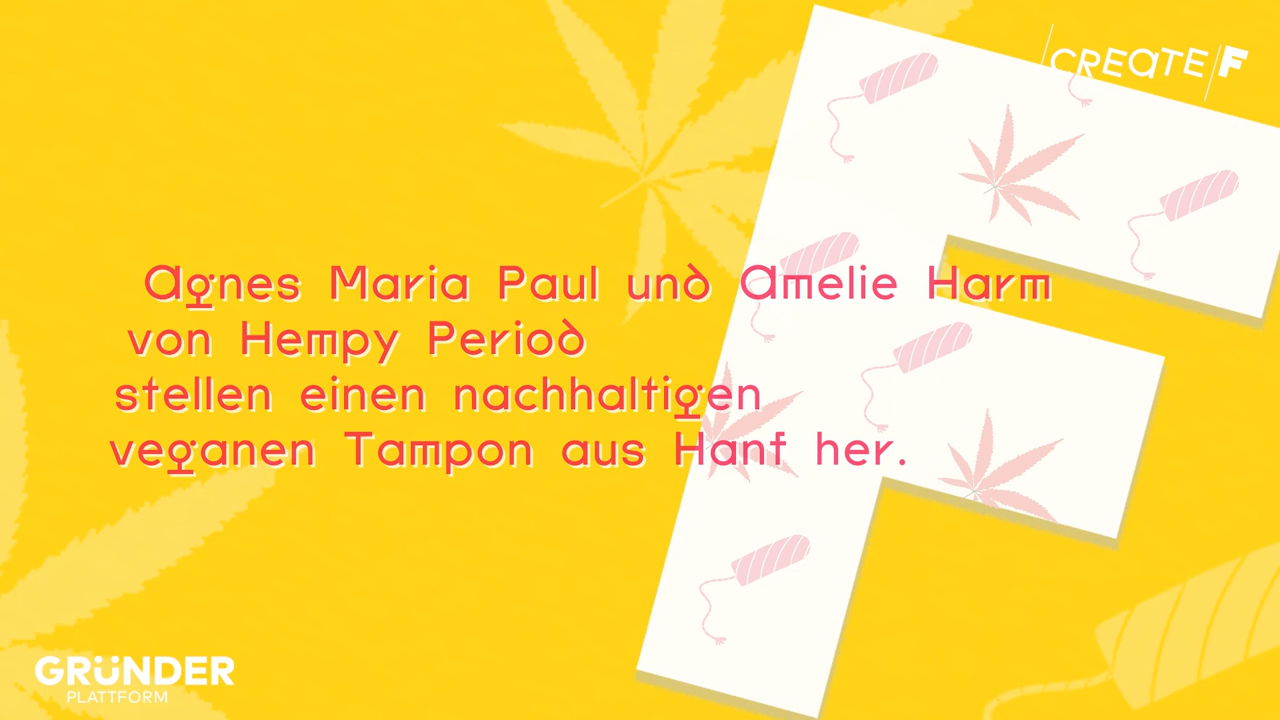 CREATE/F
Agnes Maria Paul und Amelie Harm
von Hempy Period
stellen einen nachhaltigen
veganen Tampon aus Hanf her.
GRÜNDER
PLATTFORM